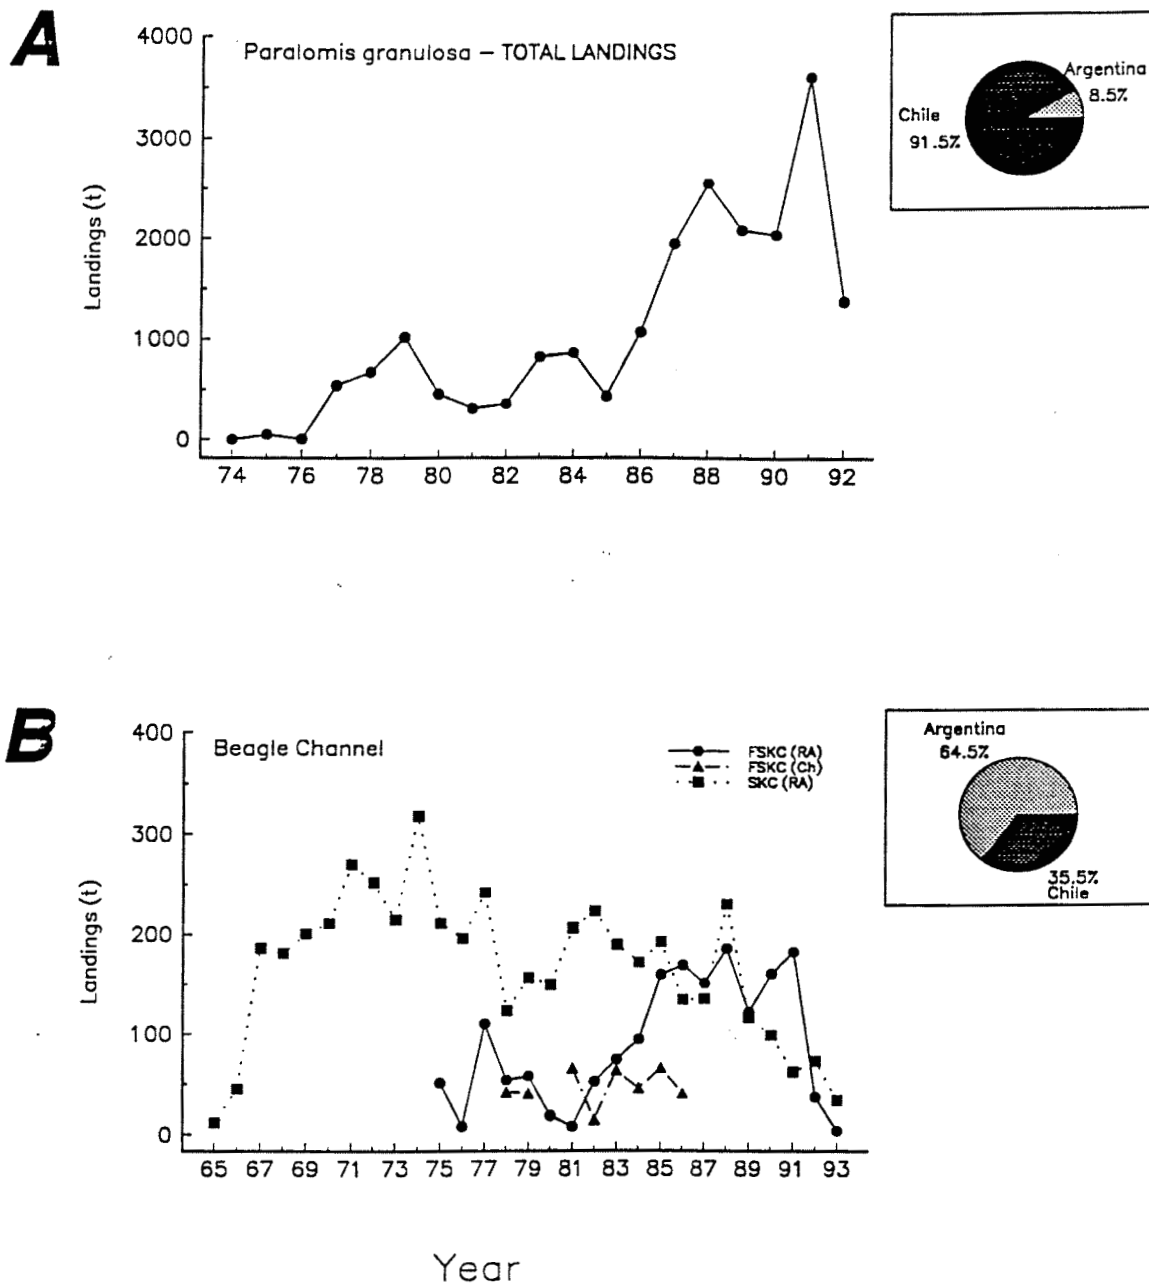 A
Paralomis granulosa – TOTAL LANDINGS
4000
3000
2000
1000
0
Landings (t)
74 76 78 80 82 84 86 88 90 92
Argentina
8.5%
Chile
91.5%
B
Beagle Channel
400
300
200
100
0
Landings (t)
FSKC (RA)
FSKC (Ch)
SKC (RA)
65 67 69 71 73 75 77 79 81 83 85 87 89 91 93
Argentina
64.5%
35.5%
Chile
Year